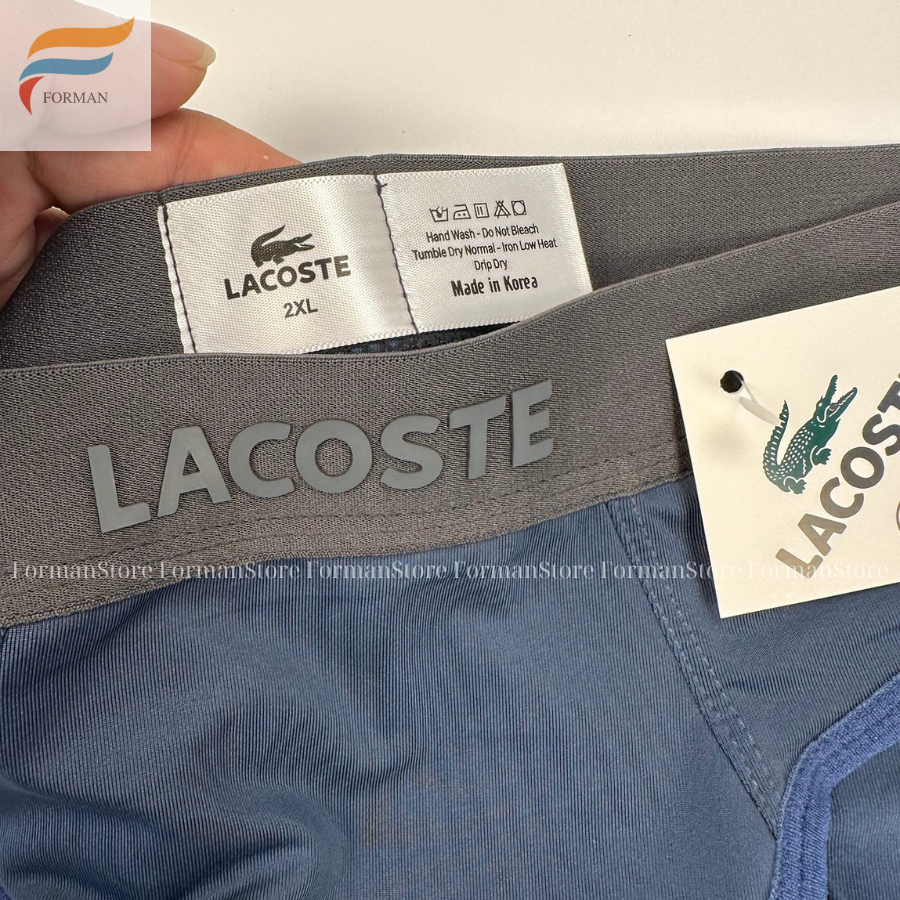 FORMAN
LACOSTE
2XL
Hand Wash - Do Not Bleach
Tumble Dry Normal - Iron Low Heat
Drip Dry
Made in Korea
LACOSTE
LACOST
FormanStore FormanStore FormanStore FormanStore FormanStore FormanStore